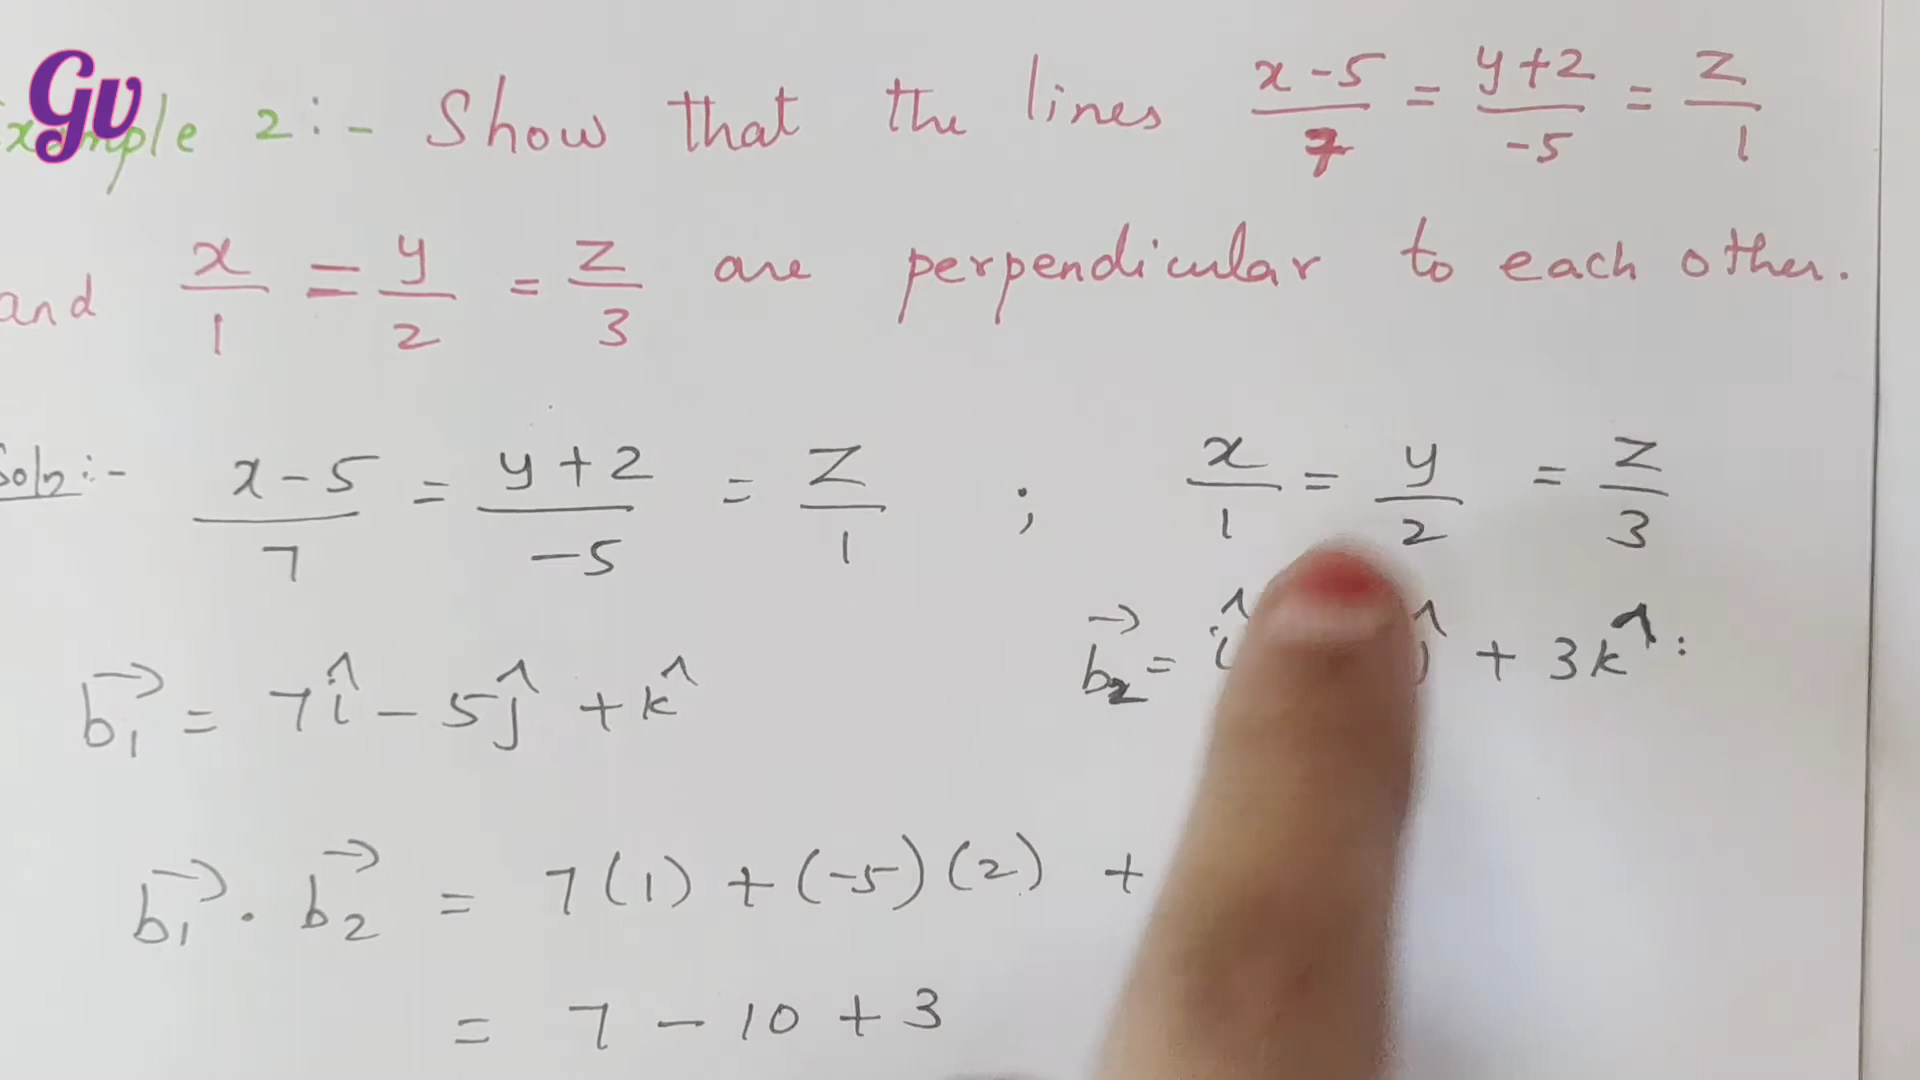 GV
Example 2:- Show that the lines (x-5)/7 = (y+2)/-5 = z/1
and x/1 = y/2 = z/3 are perpendicular to each other.
Soln:- (x-5)/7 = (y+2)/-5 = z/1 ; x/1 = y/2 = z/3
b₂→ = î ĵ + 3k̂ :
b₁→ = 7î - 5ĵ + k̂
b₁→ . b₂→ = 7(1) + (-5)(2) +
= 7 - 10 + 3